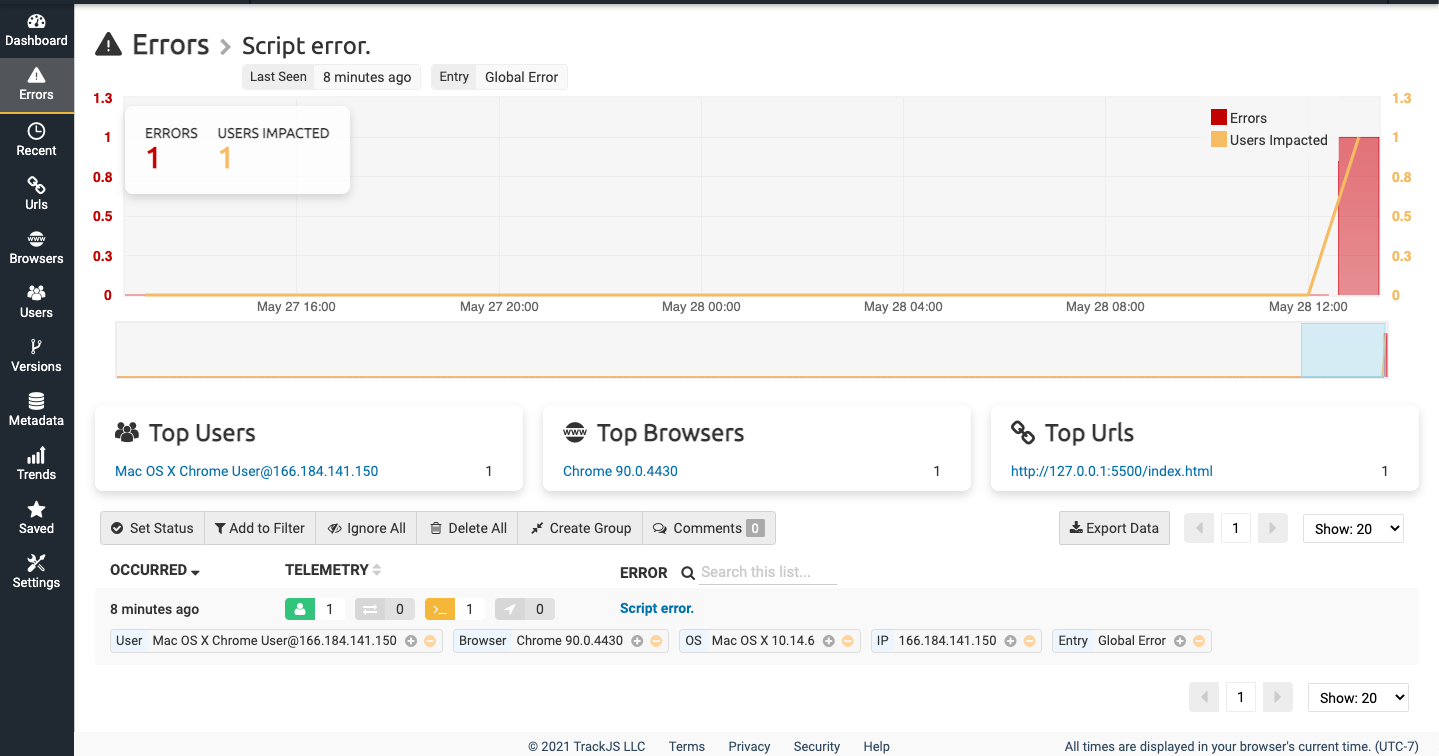 Dashboard
Errors
Recent
Urls
Browsers
Users
Versions
Metadata
Trends
Saved
Settings
Errors > Script error.
Last Seen 8 minutes ago Entry Global Error
ERRORS USERS IMPACTED
1 1
Errors
Users Impacted
1.3 1.3
1 1
0.8 0.8
0.5 0.5
0.3 0.3
0 0
May 27 16:00 May 27 20:00 May 28 00:00 May 28 04:00 May 28 08:00 May 28 12:00
Top Users
Mac OS X Chrome User@166.184.141.150 1
WWW Top Browsers
Chrome 90.0.4430 1
Top Urls
http://127.0.0.1:5500/index.html 1
Set Status Add to Filter Ignore All Delete All Create Group Comments 0 Export Data 1 Show: 20
OCCURRED TELEMETRY ERROR Search this list...
8 minutes ago 1 0 >_ 1 0 Script error.
User Mac OS X Chrome User@166.184.141.150 Browser Chrome 90.0.4430 OS Mac OS X 10.14.6 IP 166.184.141.150 Entry Global Error
1 Show: 20
© 2021 TrackJS LLC Terms Privacy Security Help All times are displayed in your browser's current time. (UTC-7)